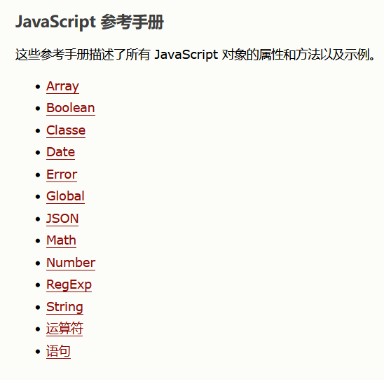 JavaScript 参考手册
这些参考手册描述了所有 JavaScript 对象的属性和方法以及示例。
• Array
• Boolean
• Classe
• Date
• Error
• Global
• JSON
• Math
• Number
• RegExp
• String
• 运算符
• 语句